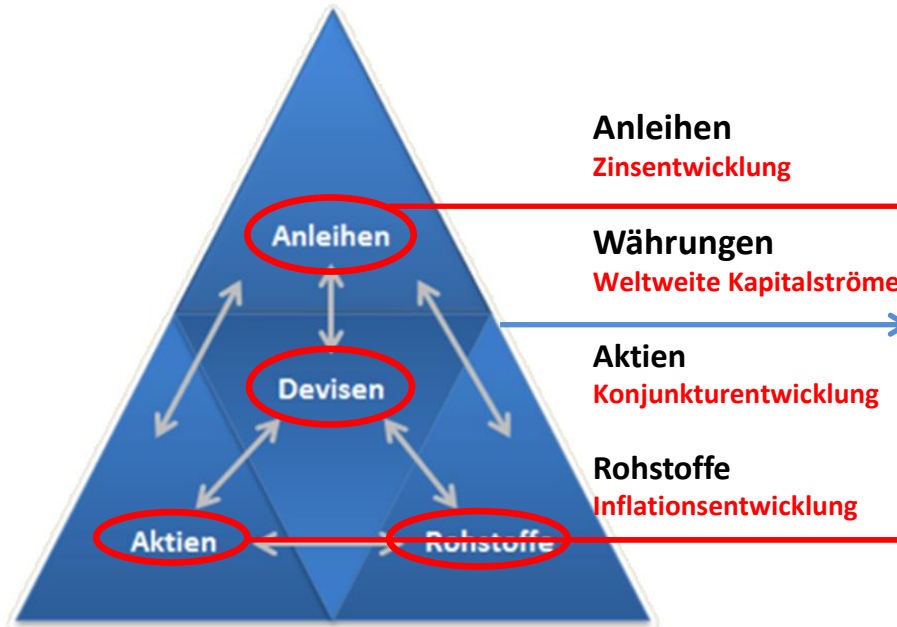 Anleihen
Devisen
Aktien
Rohstoffe
Anleihen
Zinsentwicklung
Währungen
Weltweite Kapitalströme
Aktien
Konjunkturentwicklung
Rohstoffe
Inflationsentwicklung